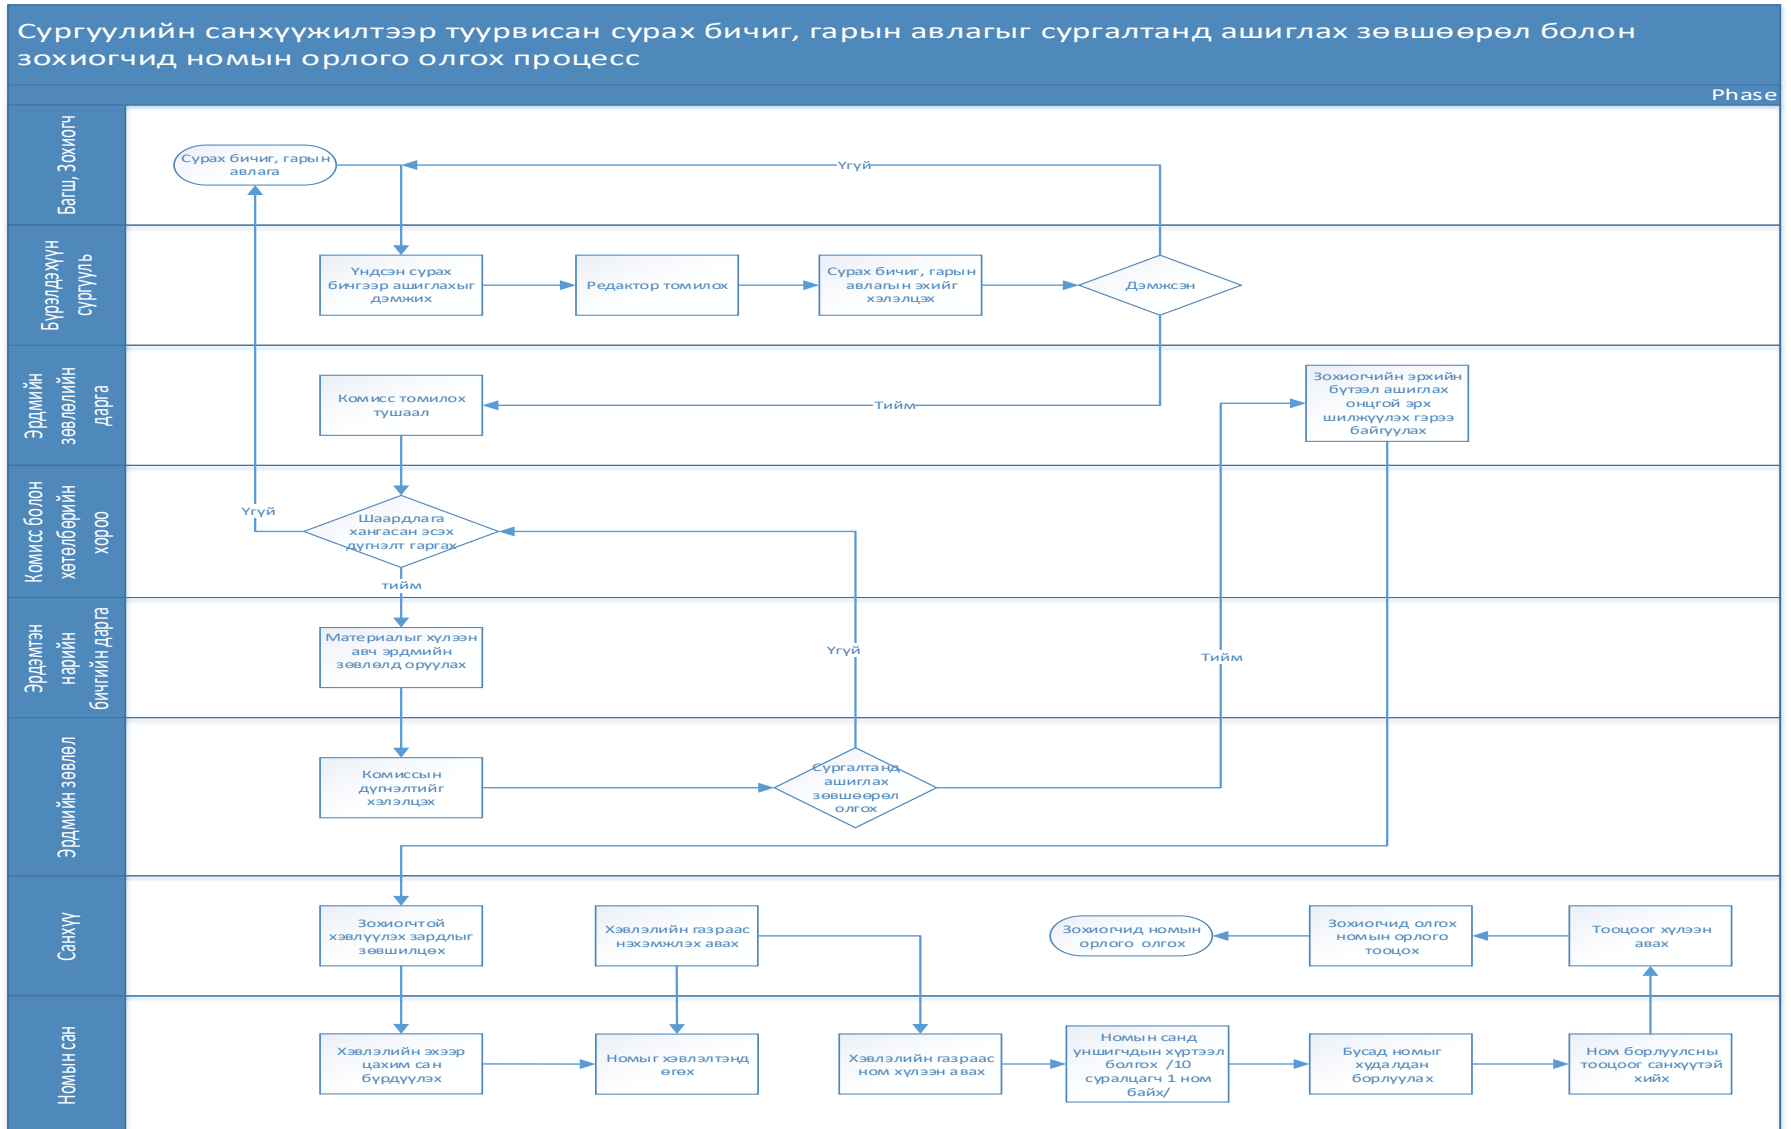 Сургуулийн санхүүжилтээр туурвисан сурах бичиг, гарын авлагыг сургалтанд ашиглах зөвшөөрөл болон
зохиогчид номын орлого олгох процесс
Phase
Багш, Зохиогч
Сурах бичиг, гарын
авлага
Үгүй
Бүрэлдэхүүн
сургууль
Үндсэн сурах
бичгээр ашиглахыг
дэмжих
Редактор томилох
Сурах бичиг, гарын
авлагын эхийг
хэлэлцэх
Дэмжсэн
Эрдмийн
зөвлөлийн
дарга
Комисс томилох
тушаал
Тийм
Зохиогчийн эрхийн
бүтээл ашиглах
онцгой эрх
шилжүүлэх гэрээ
байгуулах
Комисс болон
хөтөлбөрийн
хороо
Үгүй
Шаардлага
хангасан эсэх
дүгнэлт гаргах
тийм
Эрдэмтэн
нарийн
бичгийн дарга
Материалыг хүлээн
авч эрдмийн
зөвлөлд оруулах
Үгүй
Тийм
Эрдмийн зөвлөл
Комиссын
дүгнэлтийг
хэлэлцэх
Сургалтанд
ашиглах
зөвшөөрөл
олгох
Санхүү
Зохиогчтой
хэвлүүлэх зардлыг
зөвшилцөх
Хэвлэлийн газраас
нэхэмжлэх авах
Зохиогчид номын
орлого олгох
Зохиогчид олгох
номын орлого
тооцох
Тооцоог хүлээн
авах
Номын сан
Хэвлэлийн эхээр
цахим сан
бүрдүүлэх
Номыг хэвлэлтэнд
өгөх
Хэвлэлийн газраас
ном хүлээн авах
Номын санд
уншигчдын хүртээл
болгох /10
суралцагч 1 ном
байх/
Бусад номыг
худалдан
борлуулах
Ном борлуулсны
тооцоог санхүүтэй
хийх